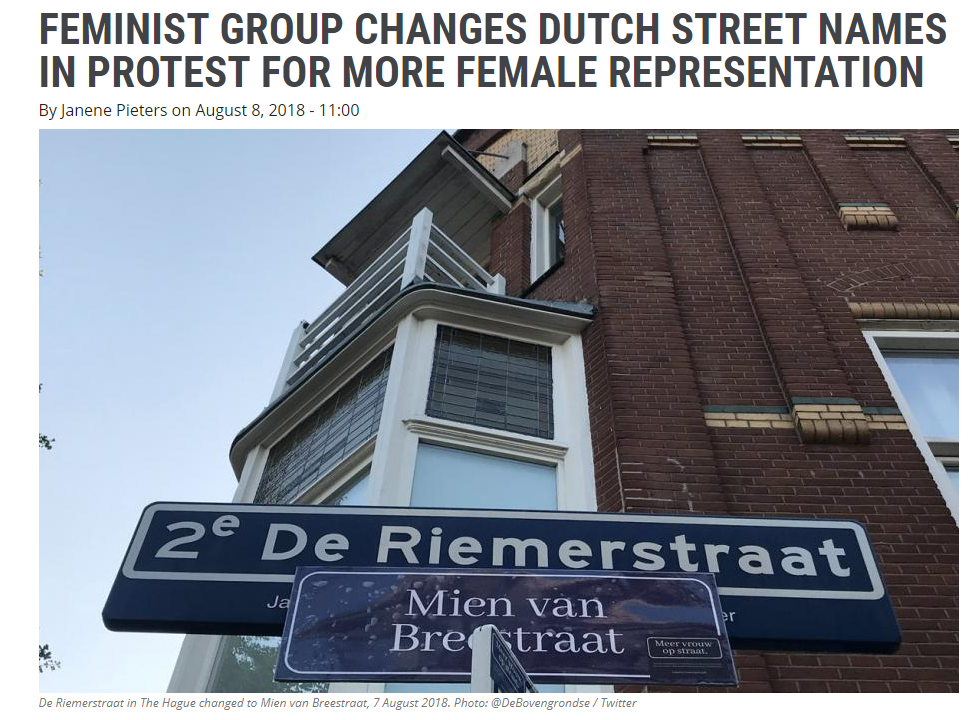 FEMINIST GROUP CHANGES DUTCH STREET NAMES
IN PROTEST FOR MORE FEMALE REPRESENTATION
By Janene Pieters on August 8, 2018 - 11:00
2e De Riemerstraat
Ja
er
Mien van
Breestraat
Meer vrouw
op straat.
De Riemerstraat in The Hague changed to Mien van Breestraat, 7 August 2018. Photo: @DeBovengrondse / Twitter